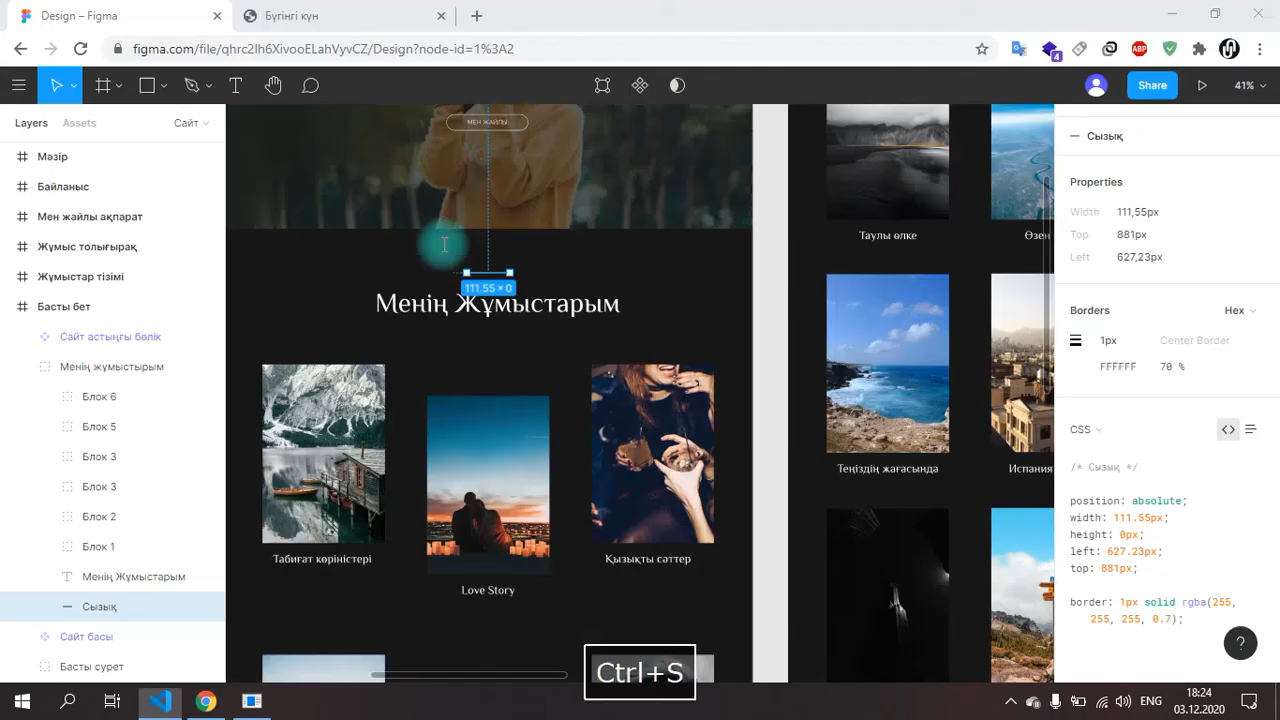 Design – Figma
Бүгінгі күн
figma.com/file/qhrc2Ih6XivooELahVyvCZ/Design?node-id=1%3A2
ABP
4
Share
41%
Layers
Assets
Сайт
Мәзір
Байланыс
Мен жайлы ақпарат
Жұмыс толығырақ
Жұмыстар тізімі
Басты бет
Сайт астыңғы бөлік
Менің жұмыстырым
Блок 6
Блок 5
Блок 3
Блок 3
Блок 2
Блок 1
Менің Жұмыстарым
Сызық
Сайт басы
Басты сурет
МЕН ЖАЙЛЫ
111.55 × 0
Менің Жұмыстарым
Табиғат көріністері
Love Story
Қызықты сәттер
Таулы өлке
Өзен
Теңіздің жағасында
Испания
Сызық
Properties
Width 111,55px
Top 881px
Left 627,23px
Borders
Hex
1px Center Border
FFFFFF 70 %
CSS
/* Сызық */
position: absolute;
width: 111.55px;
height: 0px;
left: 627.23px;
top: 881px;
border: 1px solid rgba(255,
255, 255, 0.7);
?
Ctrl+S
ENG
18:24
03.12.2020